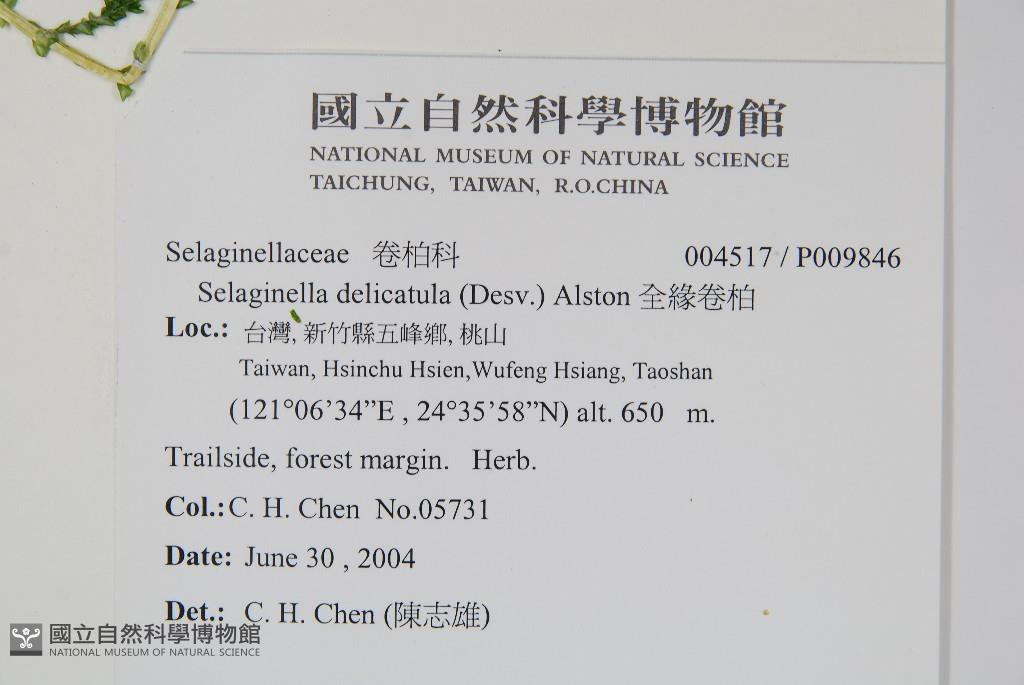 國立自然科學博物館
NATIONAL MUSEUM OF NATURAL SCIENCE
TAICHUNG, TAIWAN, R.O.CHINA
Selaginellaceae 卷柏科 004517 / P009846
Selaginella delicatula (Desv.) Alston 全緣卷柏
Loc.: 台灣, 新竹縣五峰鄉, 桃山
Taiwan, Hsinchu Hsien,Wufeng Hsiang, Taoshan
(121°06’34”E , 24°35’58”N) alt. 650 m.
Trailside, forest margin. Herb.
Col.: C. H. Chen No.05731
Date: June 30 , 2004
Det.: C. H. Chen (陳志雄)
國立自然科學博物館
NATIONAL MUSEUM OF NATURAL SCIENCE